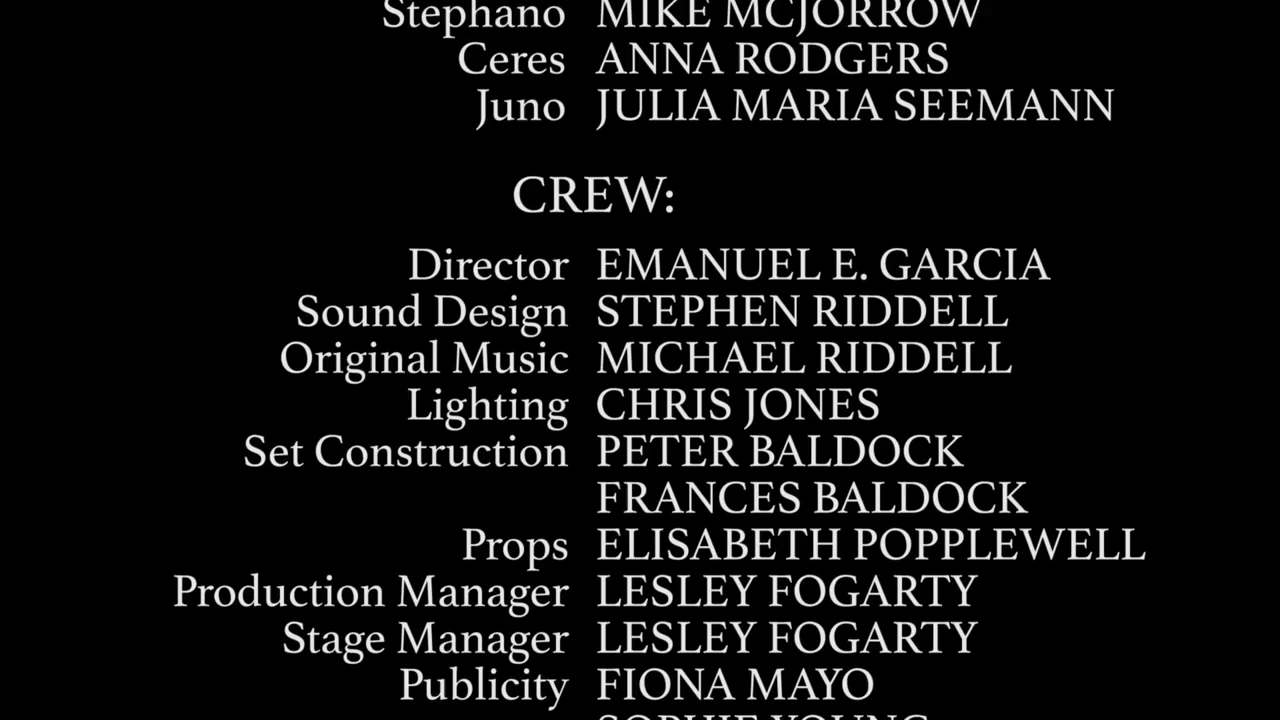 Stephano MIKE MCJORROW
Ceres ANNA RODGERS
Juno JULIA MARIA SEEMANN
CREW:
Director EMANUEL E. GARCIA
Sound Design STEPHEN RIDDELL
Original Music MICHAEL RIDDELL
Lighting CHRIS JONES
Set Construction PETER BALDOCK
FRANCES BALDOCK
Props ELISABETH POPPLEWELL
Production Manager LESLEY FOGARTY
Stage Manager LESLEY FOGARTY
Publicity FIONA MAYO
SOPHIE YOUNG